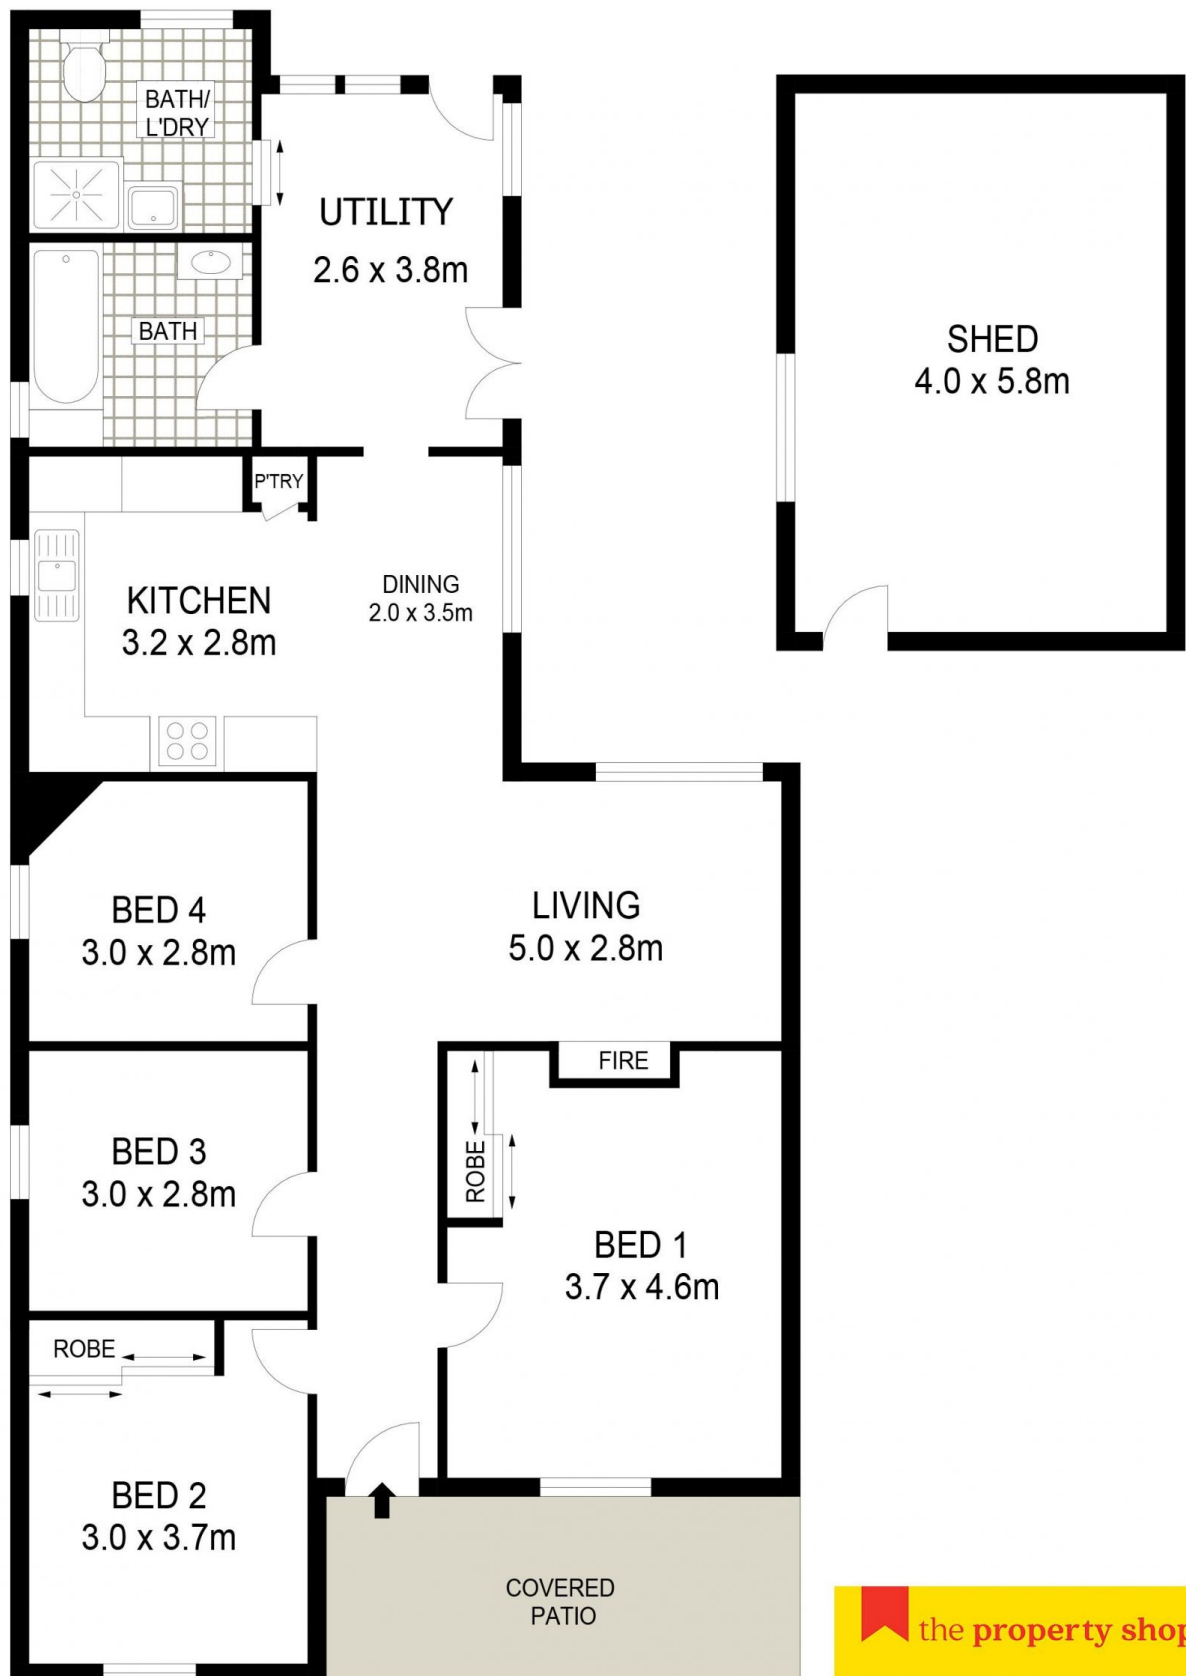 BATH/
L'DRY
UTILITY
2.6 x 3.8m
BATH
SHED
4.0 x 5.8m
P'TRY
KITCHEN
3.2 x 2.8m
DINING
2.0 x 3.5m
BED 4
3.0 x 2.8m
LIVING
5.0 x 2.8m
FIRE
BED 3
3.0 x 2.8m
ROBE
BED 1
3.7 x 4.6m
ROBE
BED 2
3.0 x 3.7m
COVERED
PATIO
the property shop